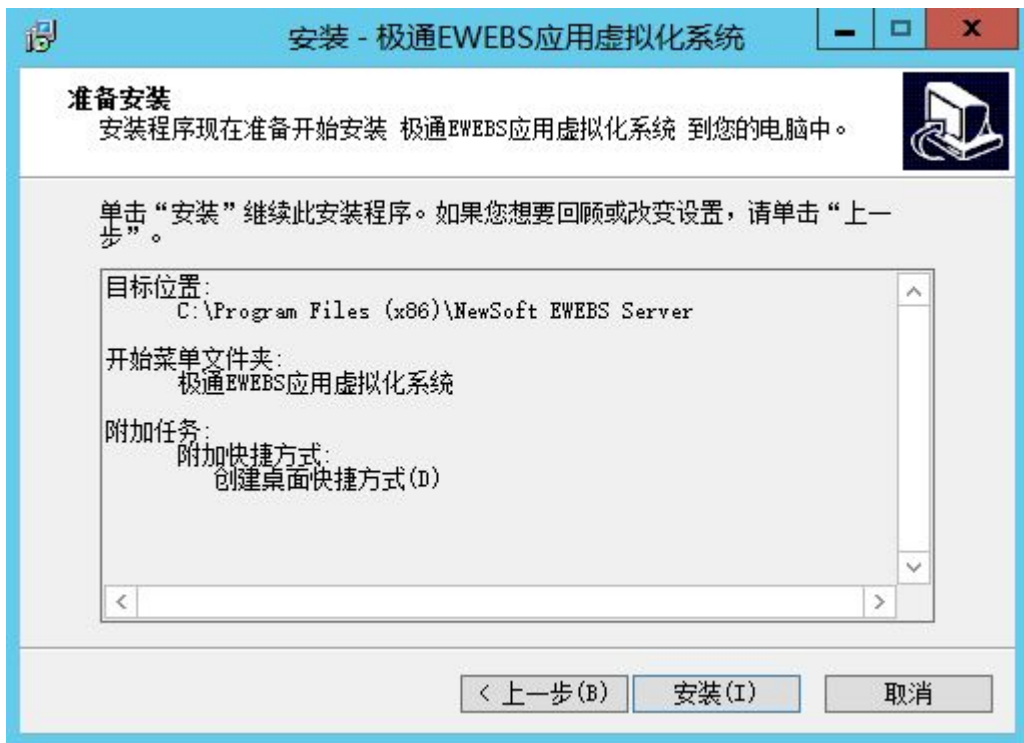 安装 - 极通EWEBS应用虚拟化系统
准备安装
安装程序现在准备开始安装 极通EWEBS应用虚拟化系统 到您的电脑中。
单击“安装”继续此安装程序。如果您想要回顾或改变设置，请单击“上一
步”。
目标位置:
C:\Program Files (x86)\NewSoft EWEBS Server
开始菜单文件夹:
极通EWEBS应用虚拟化系统
附加任务:
附加快捷方式:
创建桌面快捷方式(D)
< 上一步(B)
安装(I)
取消